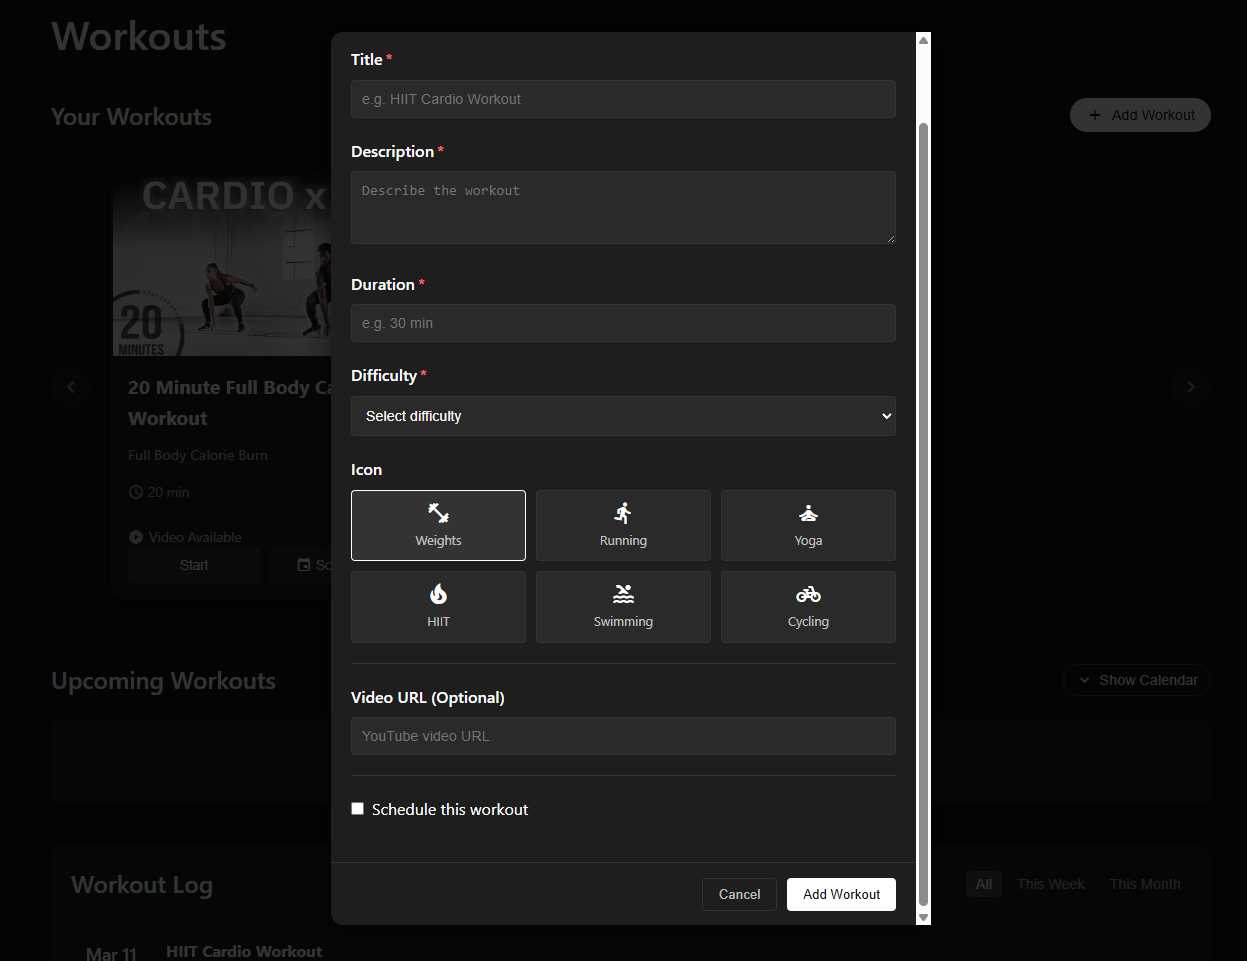 Workouts
Your Workouts
+ Add Workout
CARDIO x
20
MINUTES
20 Minute Full Body Ca
Workout
Full Body Calorie Burn
20 min
Video Available
Start
Sc
Upcoming Workouts
Show Calendar
Workout Log
All
This Week
This Month
Mar 11
HIIT Cardio Workout
Title *
e.g. HIIT Cardio Workout
Description *
Describe the workout
Duration *
e.g. 30 min
Difficulty *
Select difficulty
Icon
Weights
Running
Yoga
HIIT
Swimming
Cycling
Video URL (Optional)
YouTube video URL
Schedule this workout
Cancel
Add Workout